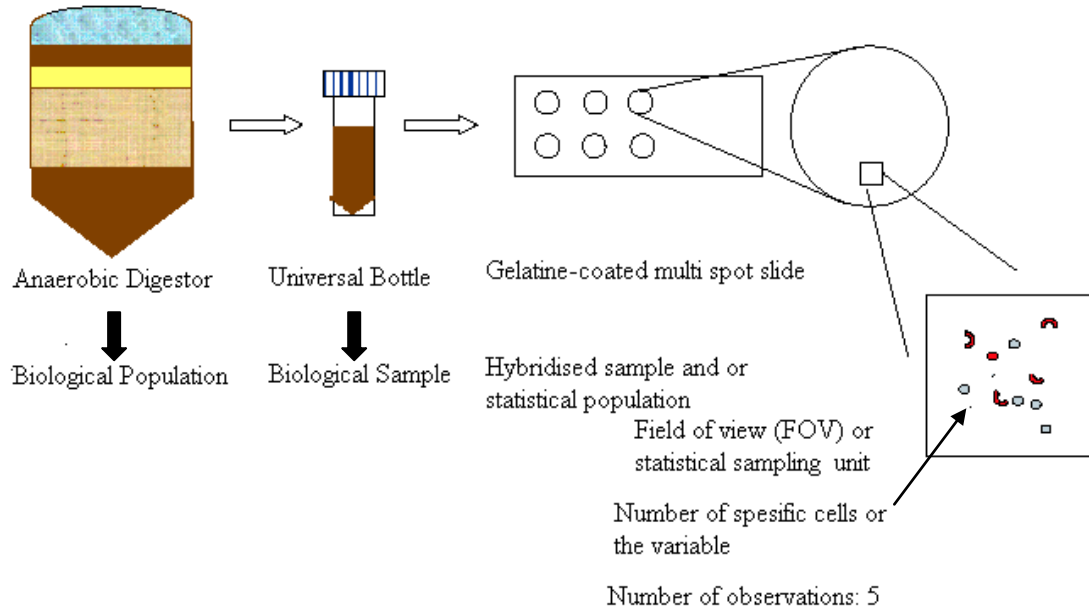 Anaerobic Digestor
Universal Bottle
Gelatine-coated multi spot slide
Biological Population
Biological Sample
Hybridised sample and or
statistical population
Field of view (FOV) or
statistical sampling unit
Number of spesific cells or
the variable
Number of observations: 5